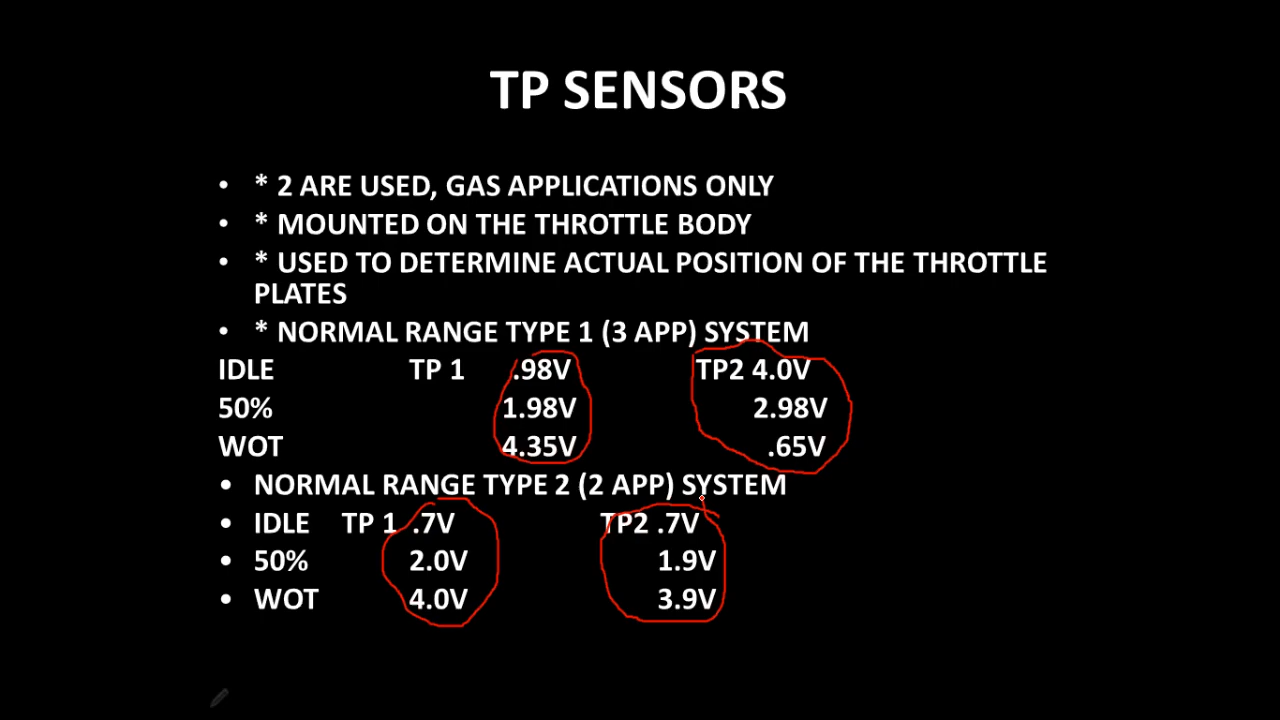 TP SENSORS
• * 2 ARE USED, GAS APPLICATIONS ONLY
• * MOUNTED ON THE THROTTLE BODY
• * USED TO DETERMINE ACTUAL POSITION OF THE THROTTLE
PLATES
• * NORMAL RANGE TYPE 1 (3 APP) SYSTEM
IDLE TP 1 .98V TP2 4.0V
50% 1.98V 2.98V
WOT 4.35V .65V
• NORMAL RANGE TYPE 2 (2 APP) SYSTEM
• IDLE TP 1 .7V TP2 .7V
• 50% 2.0V 1.9V
• WOT 4.0V 3.9V